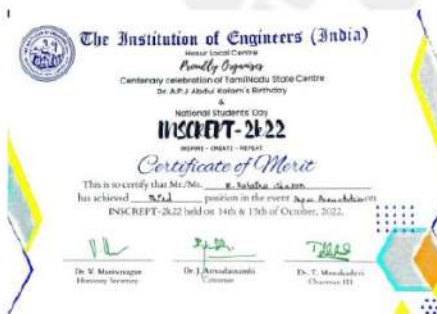 The Institution of Engineers (India)
Hosur Local Centre
Proudly Organises
Centenary celebration of TamilNadu State Centre
Dr. A.P.J Abdul Kalam's Birthday
&
National Students' Day
INSCREPT-2k22
INSPIRE - CREATE - REPEAT
Certificate of Merit
This is to certify that Mr/Ms.
has achieved position in the event on
INSCREPT-2k22 held on 14th & 15th of October, 2022.
Dr. V. Dr. J. Dr. T.
Honorary Secretary Convenor Chairman IEI